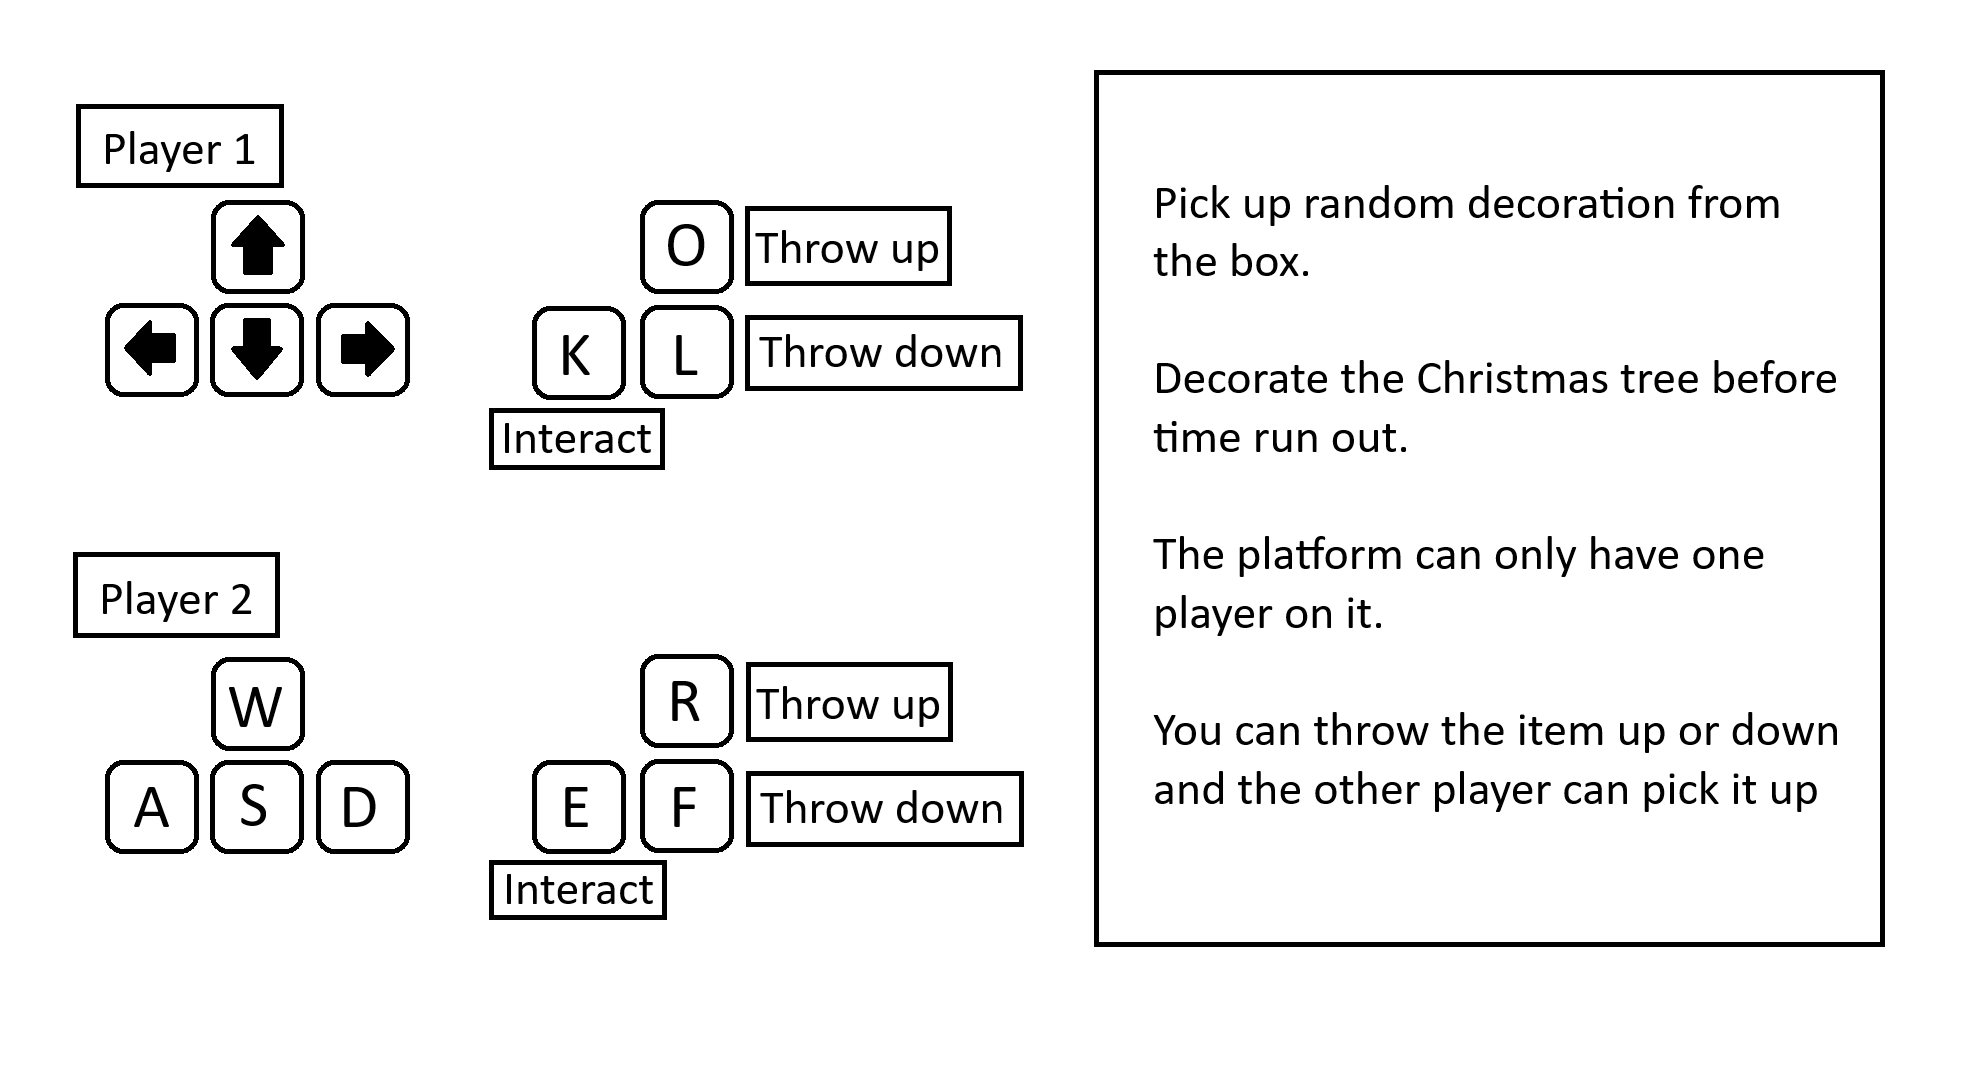 Player 1
O
Throw up
K
L
Throw down
Interact
Player 2
W
A
S
D
R
Throw up
E
F
Throw down
Interact
Pick up random decoration from
the box.
Decorate the Christmas tree before
time run out.
The platform can only have one
player on it.
You can throw the item up or down
and the other player can pick it up